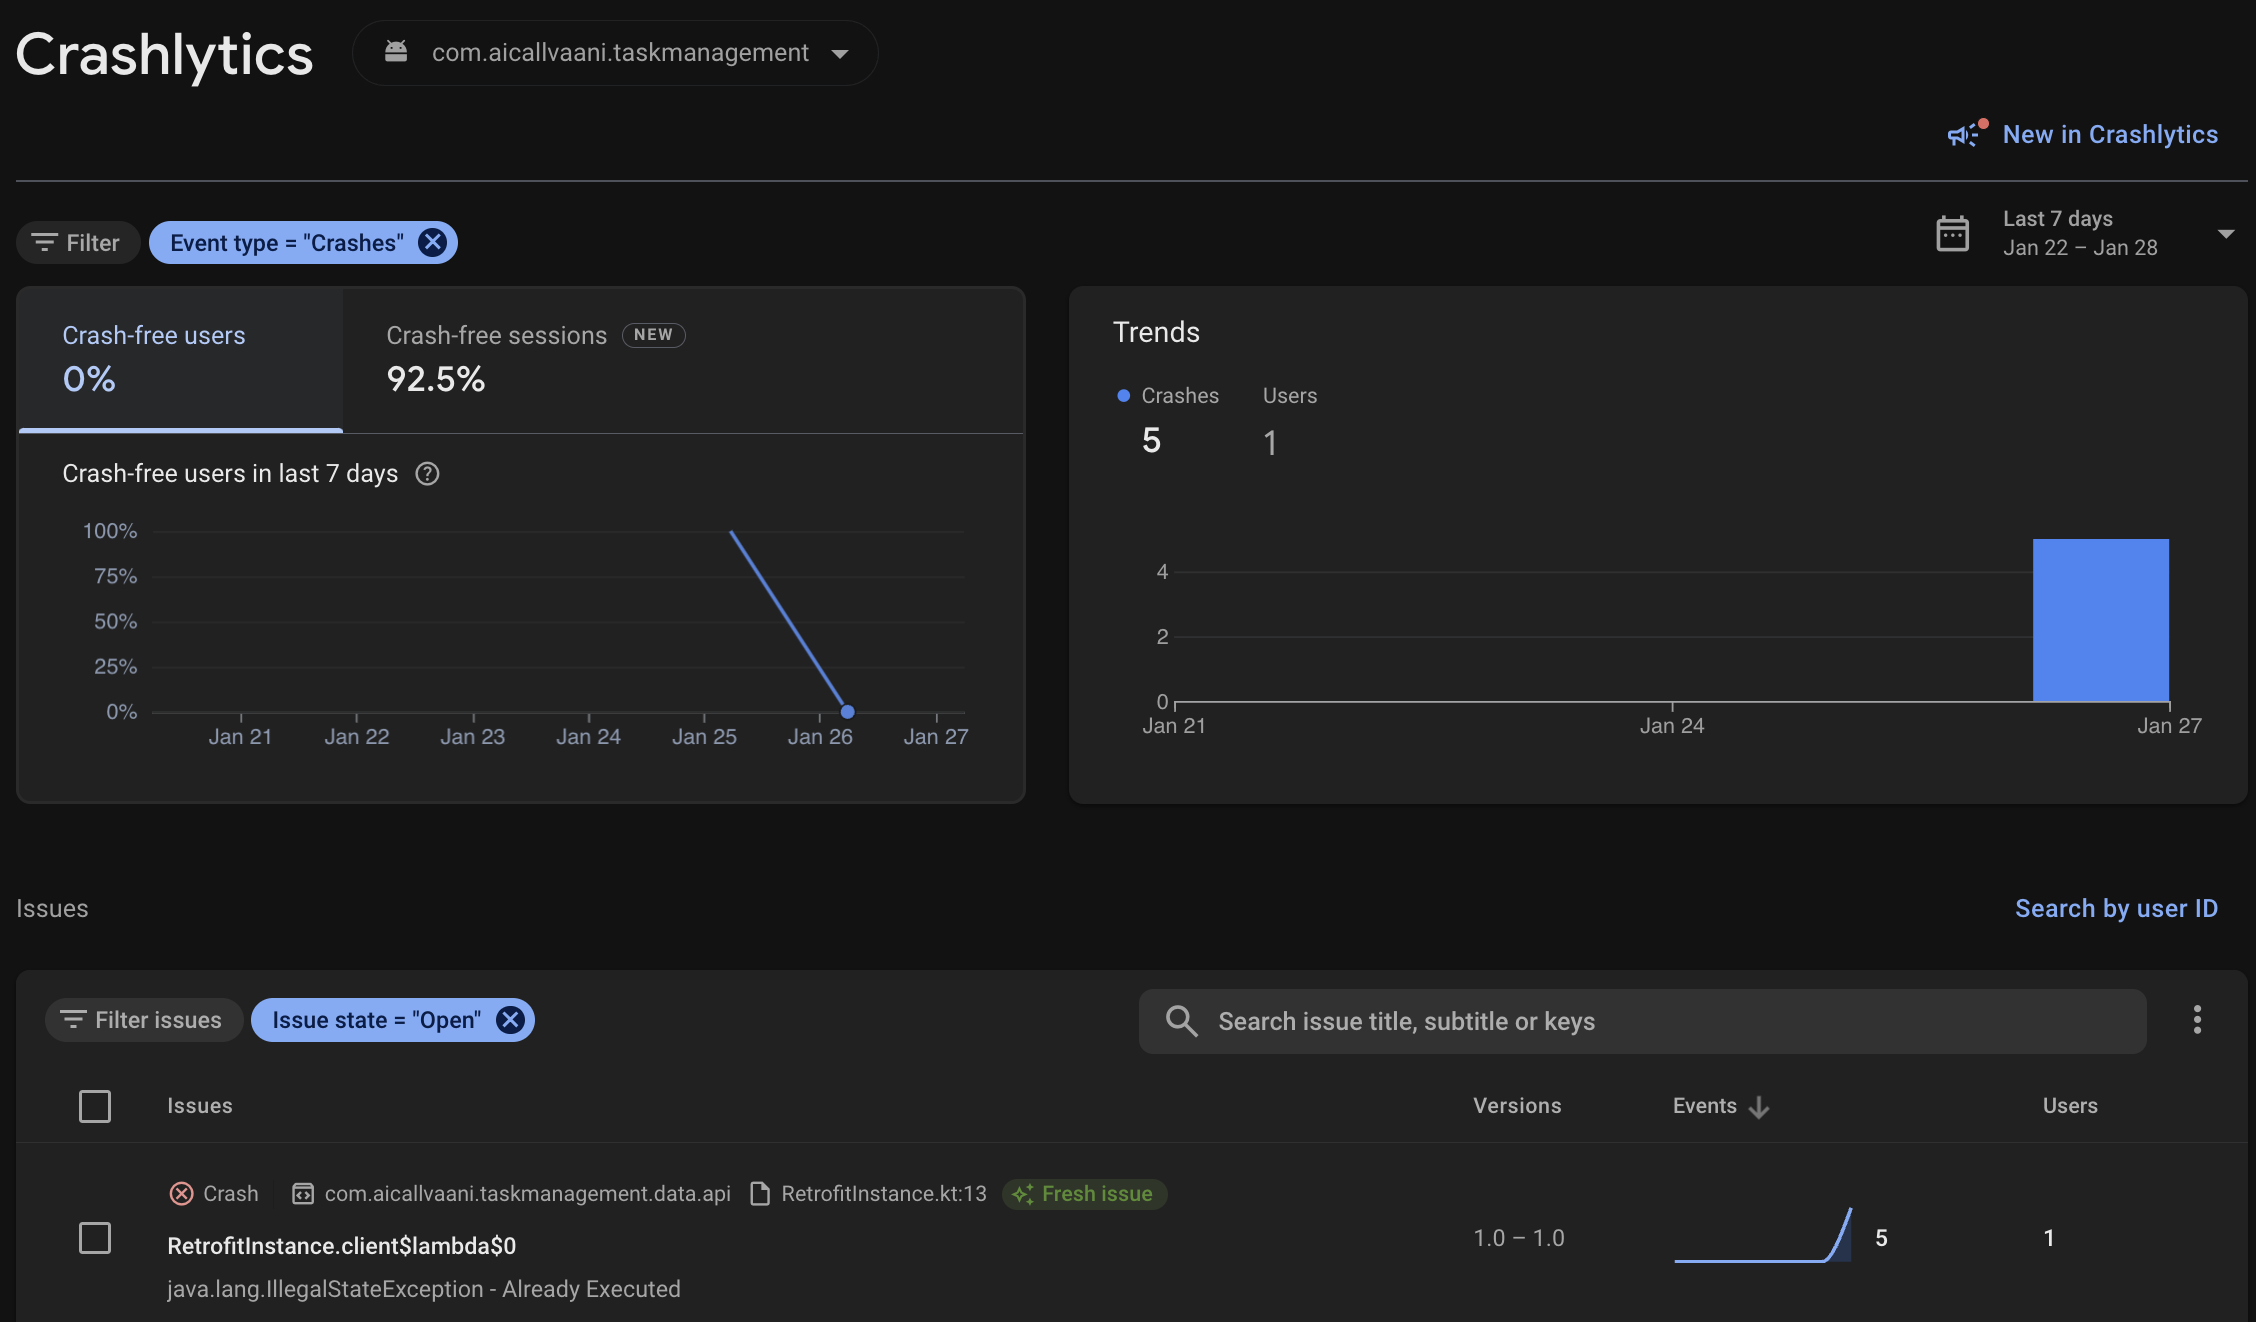 Crashlytics
com.aicallvaani.taskmanagement
New in Crashlytics
Filter
Event type = "Crashes"
Last 7 days
Jan 22 – Jan 28
Crash-free users
0%
Crash-free sessions NEW
92.5%
Crash-free users in last 7 days
100%
75%
50%
25%
0%
Jan 21 Jan 22 Jan 23 Jan 24 Jan 25 Jan 26 Jan 27
Trends
Crashes Users
5 1
4
2
0
Jan 21 Jan 24 Jan 27
Issues
Search by user ID
Filter issues
Issue state = "Open"
Search issue title, subtitle or keys
Issues Versions Events Users
Crash com.aicallvaani.taskmanagement.data.api RetrofitInstance.kt:13 Fresh issue
RetrofitInstance.client$lambda$0
java.lang.IllegalStateException - Already Executed
1.0 – 1.0 5 1